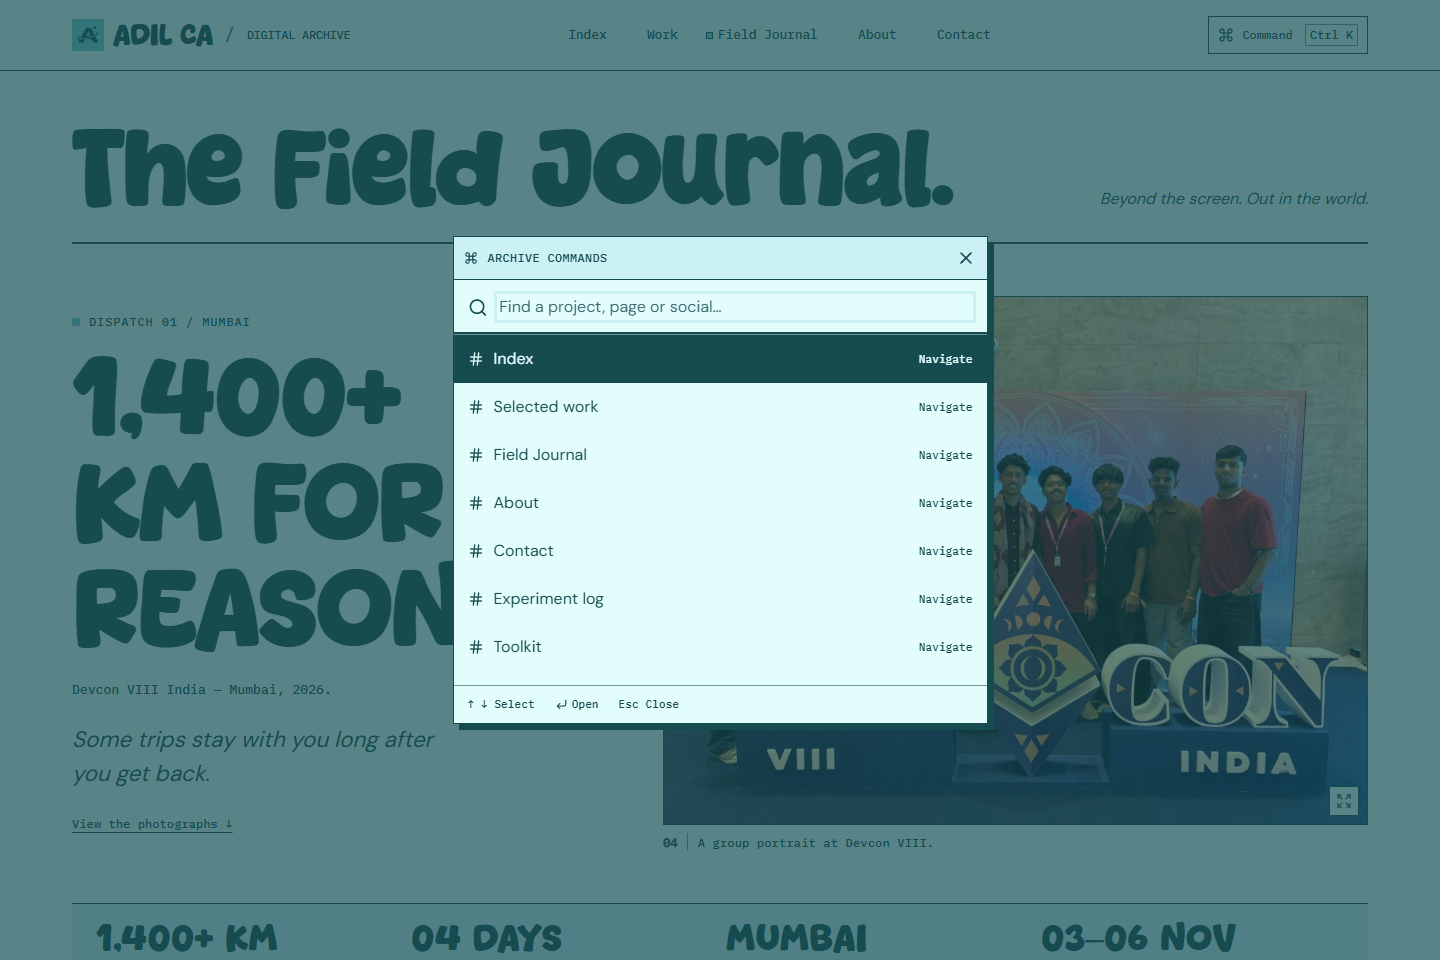 ADIL CA / DIGITAL ARCHIVE
Index
Work
Field Journal
About
Contact
⌘ Command Ctrl K
The Field Journal.
Beyond the screen. Out in the world.
⌘ ARCHIVE COMMANDS
Find a project, page or social…
# Index Navigate
# Selected work Navigate
# Field Journal Navigate
# About Navigate
# Contact Navigate
# Experiment log Navigate
# Toolkit Navigate
↑ ↓ Select ↵ Open Esc Close
DISPATCH 01 / MUMBAI
1,400+
KM FOR
REASON
Devcon VIII India — Mumbai, 2026.
Some trips stay with you long after
you get back.
View the photographs ↓
CON
VIII
INDIA
04 A group portrait at Devcon VIII.
1,400+ KM
04 DAYS
MUMBAI
03–06 NOV